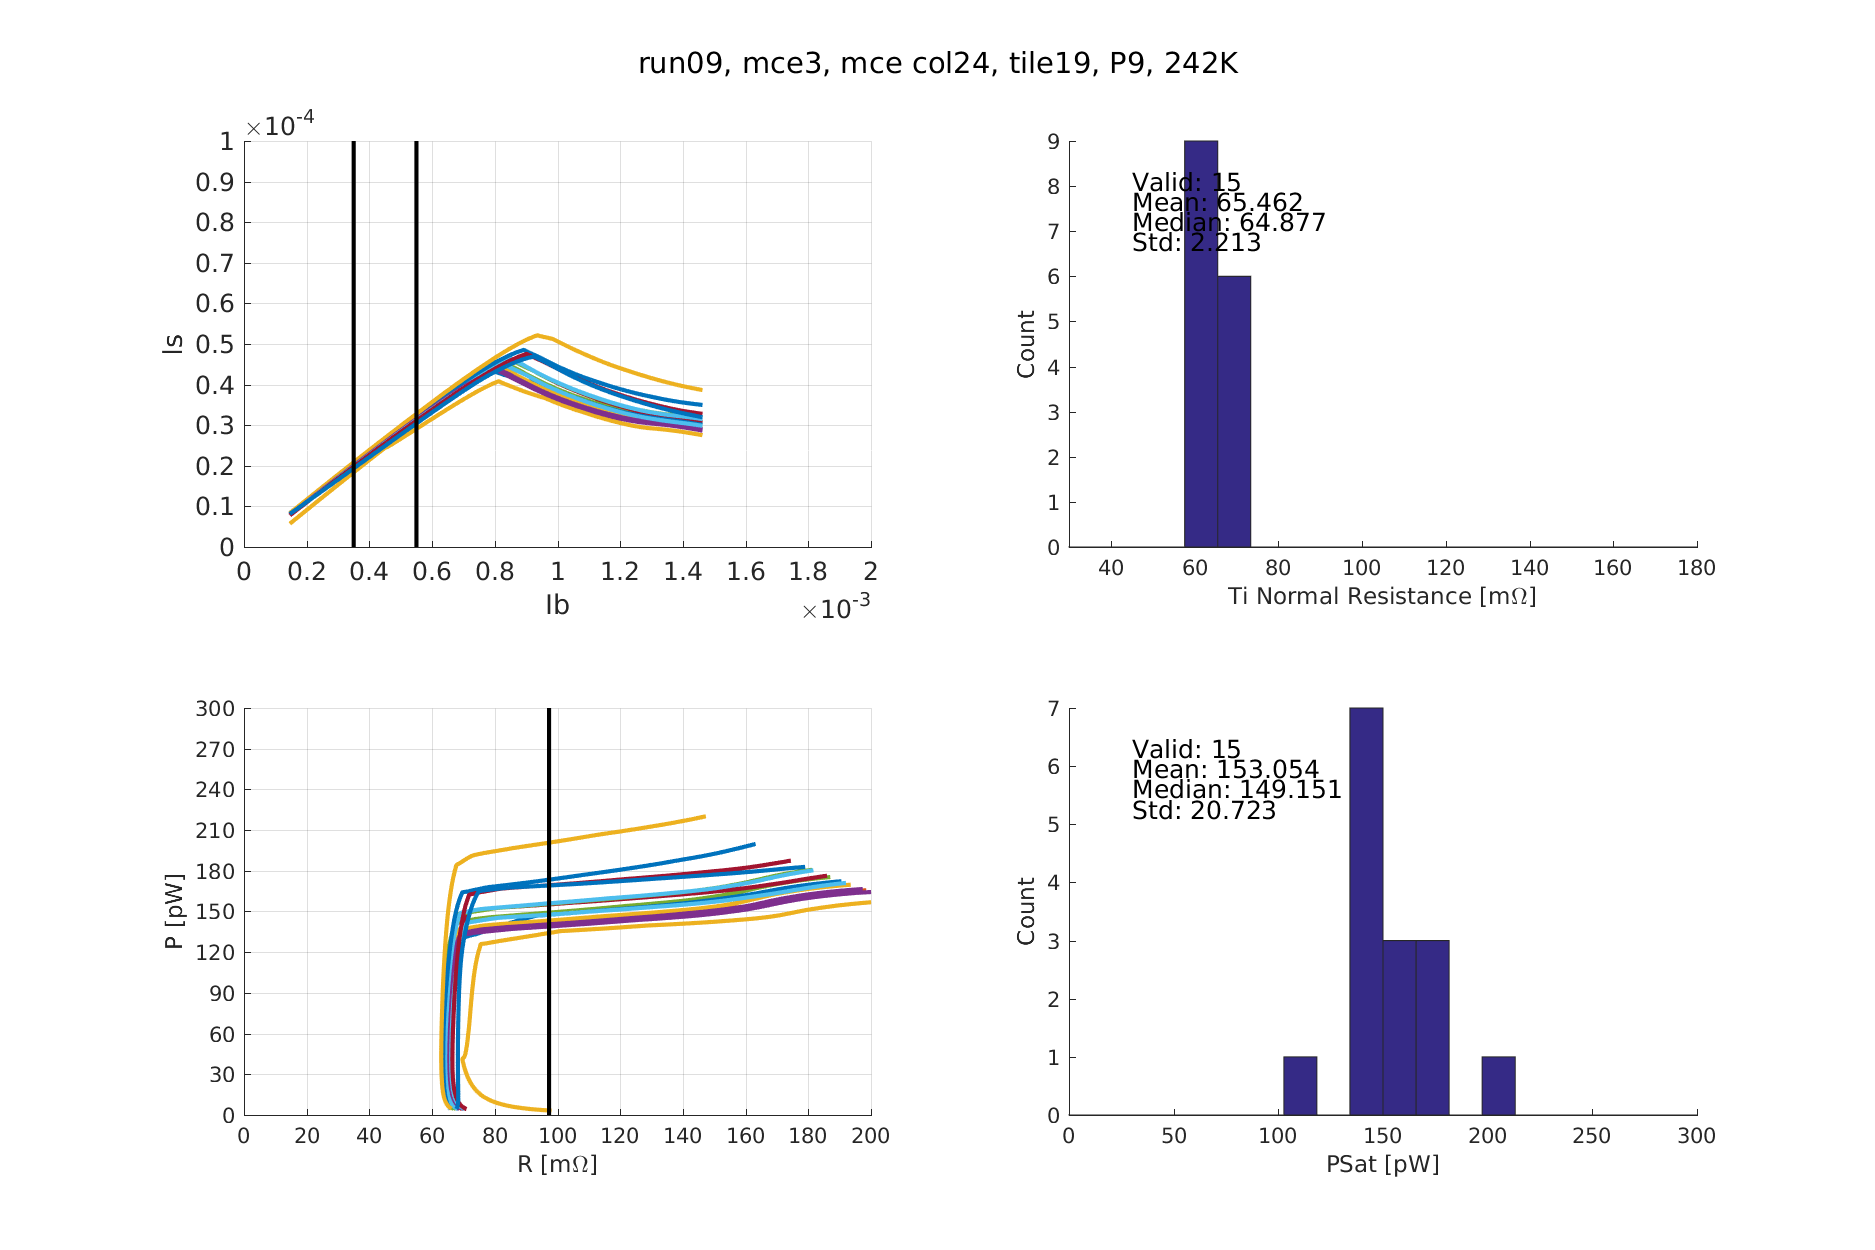 run09, mce3, mce col24, tile19, P9, 242K
×10-4
1
0.9
0.8
0.7
0.6
0.5
0.4
0.3
0.2
0.1
0
Is
0 0.2 0.4 0.6 0.8 1 1.2 1.4 1.6 1.8 2
Ib
×10-3
9
8
7
6
5
4
3
2
1
0
Count
Valid: 15
Mean: 65.462
Median: 64.877
Std: 2.213
40 60 80 100 120 140 160 180
Ti Normal Resistance [mΩ]
300
270
240
210
180
150
120
90
60
30
0
P [pW]
0 20 40 60 80 100 120 140 160 180 200
R [mΩ]
7
6
5
4
3
2
1
0
Count
Valid: 15
Mean: 153.054
Median: 149.151
Std: 20.723
0 50 100 150 200 250 300
PSat [pW]